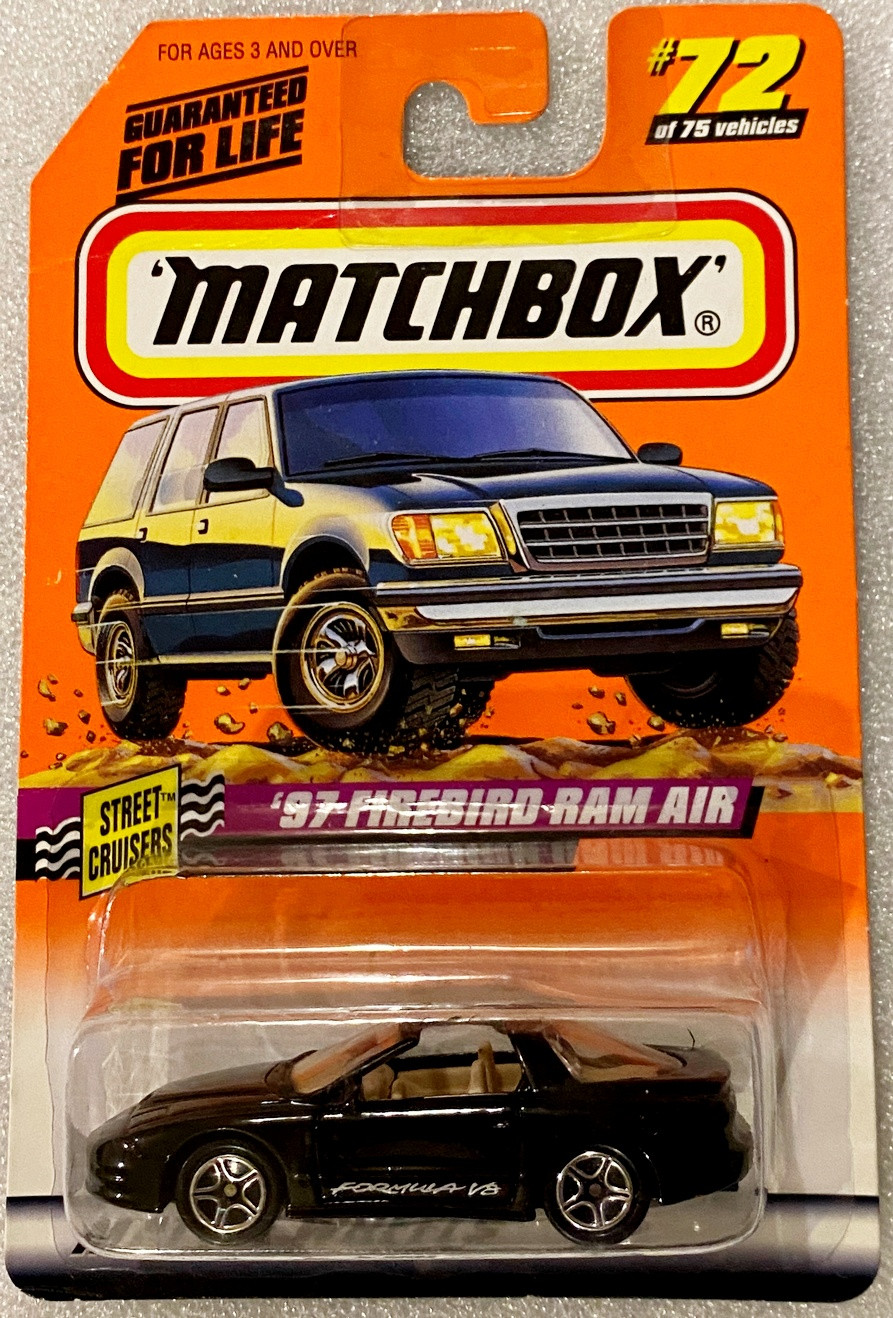 FOR AGES 3 AND OVER
GUARANTEED
FOR LIFE
#72
of 75 vehicles
'MATCHBOX'®
STREET™
CRUISERS
'97 FIREBIRD RAM AIR
FORMULA V8